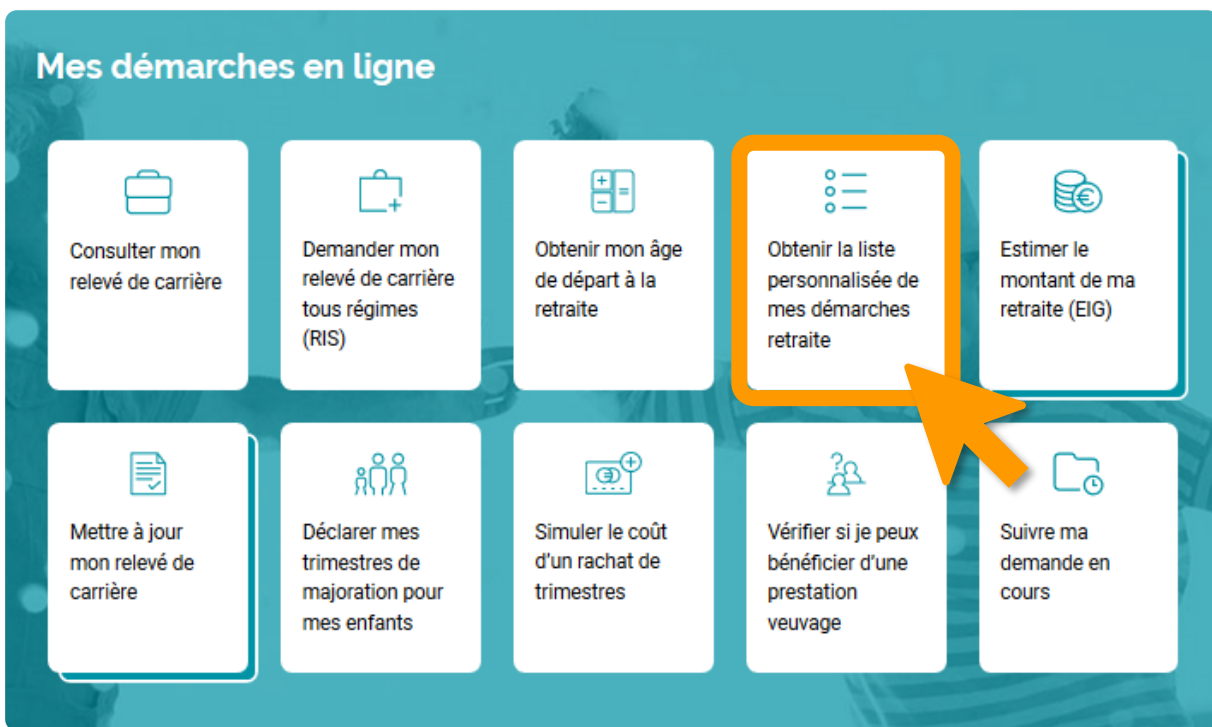 Mes démarches en ligne
Consulter mon
relevé de carrière
Demander mon
relevé de carrière
tous régimes
(RIS)
Obtenir mon âge
de départ à la
retraite
Obtenir la liste
personnalisée de
mes démarches
retraite
Estimer le
montant de ma
retraite (EIG)
Mettre à jour
mon relevé de
carrière
Déclarer mes
trimestres de
majoration pour
mes enfants
Simuler le coût
d'un rachat de
trimestres
Vérifier si je peux
bénéficier d'une
prestation
veuvage
Suivre ma
demande en
cours